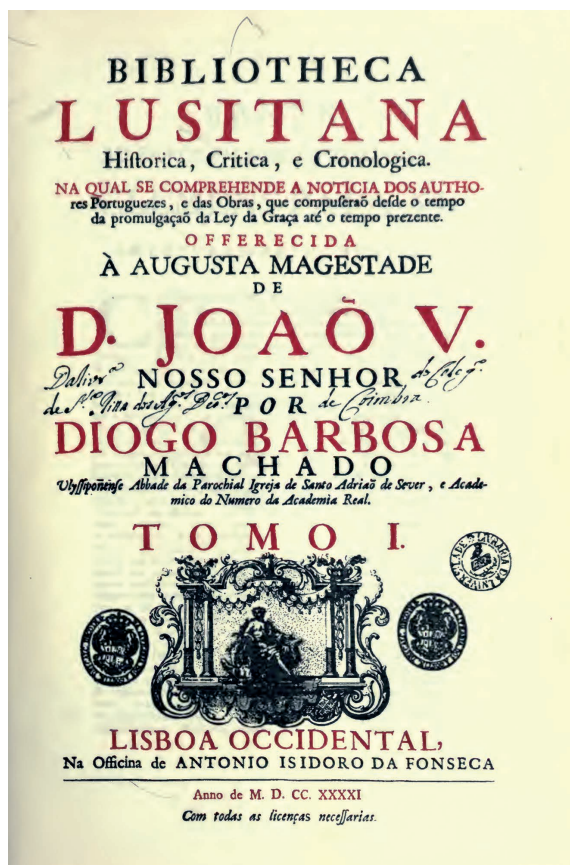 BIBLIOTHECA
LUSITANA
Hiſtorica, Critica, e Cronologica.
NA QUAL SE COMPREHENDE A NOTICIA DOS AUTHO-
res Portuguezes, e das Obras, que compuſeraõ deſde o tempo
da promulgaçaõ da Ley da Graça até o tempo prezente.
OFFERECIDA
À AUGUSTA MAGESTADE
DE
D. JOAÕ V.
NOSSO SENHOR,
de Coimbra.
POR
DIOGO BARBOSA
MACHADO
Ulyſſiponenſe Abbade da Parochial Igreja de Santo Adriaõ de Sever, e Acade-
mico do Numero da Academia Real.
TOMO I.
LISBOA OCCIDENTAL,
Na Officina de ANTONIO ISIDORO DA FONSECA
Anno de M. D. CC. XXXXI
Com todas as licenças neceſſarias.